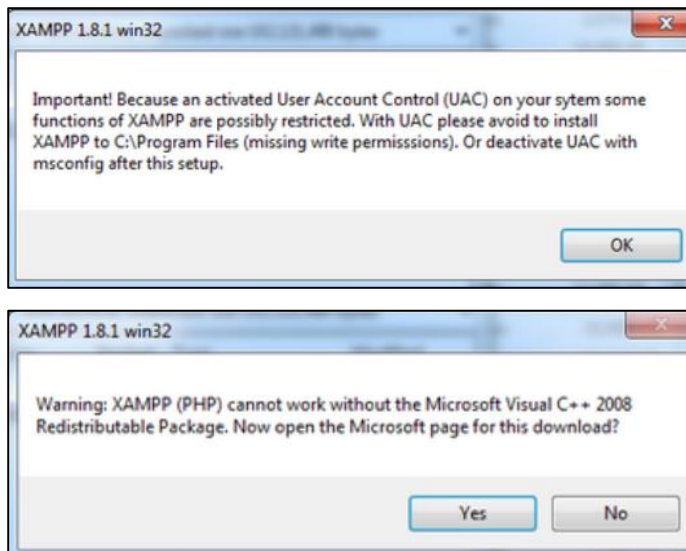 XAMPP 1.8.1 win32
Important! Because an activated User Account Control (UAC) on your sytem some
functions of XAMPP are possibly restricted. With UAC please avoid to install
XAMPP to C:\Program Files (missing write permisssions). Or deactivate UAC with
msconfig after this setup.
OK
XAMPP 1.8.1 win32
Warning: XAMPP (PHP) cannot work without the Microsoft Visual C++ 2008
Redistributable Package. Now open the Microsoft page for this download?
Yes No